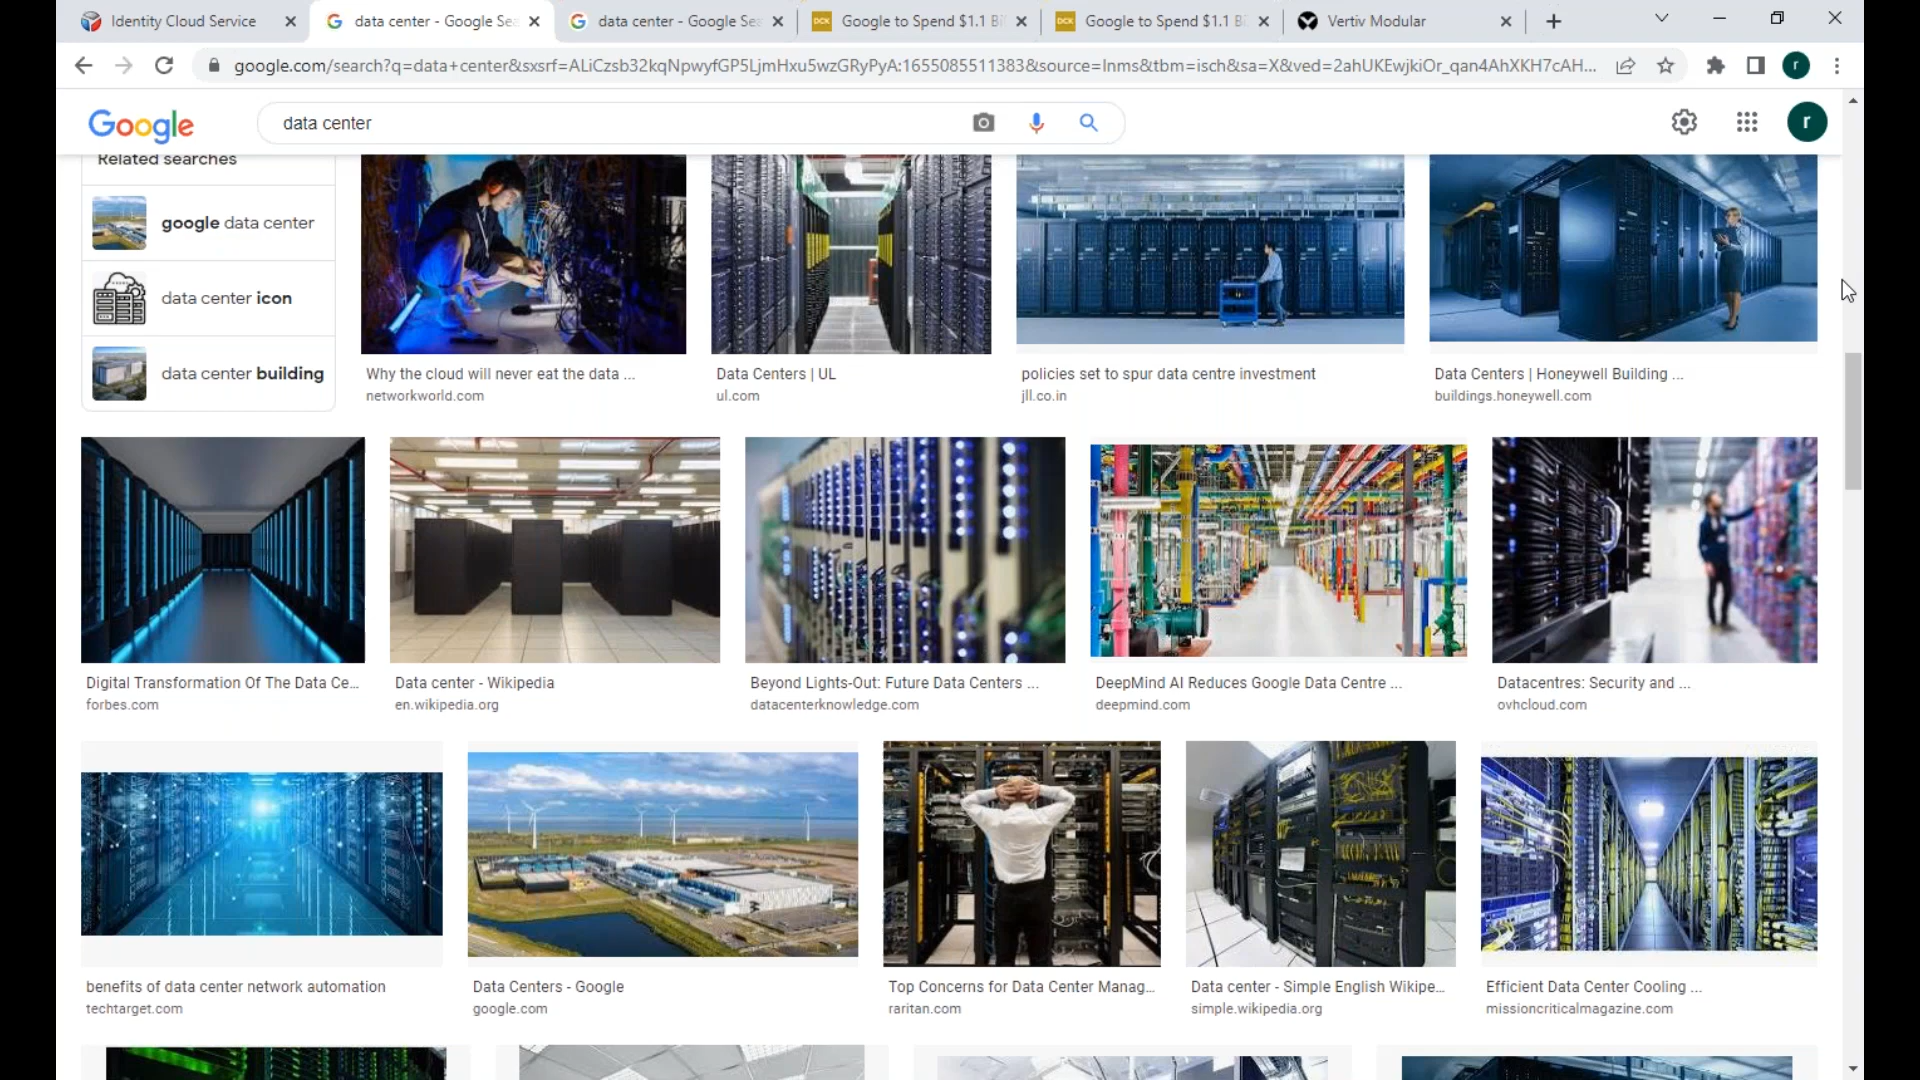 Identity Cloud Service
data center - Google Sea
data center - Google Sea
DCK Google to Spend $1.1 Bi
DCK Google to Spend $1.1 Bi
Vertiv Modular
google.com/search?q=data+center&sxsrf=ALiCzsb32kqNpwyfGP5LjmHxu5wzGRyPyA:1655085511383&source=lnms&tbm=isch&sa=X&ved=2ahUKEwjkiOr_qan4AhXKH7cAH...
r
Google
data center
r
Related searches
google data center
data center icon
data center building
Why the cloud will never eat the data ...
networkworld.com
Data Centers | UL
ul.com
policies set to spur data centre investment
jll.co.in
Data Centers | Honeywell Building ...
buildings.honeywell.com
Digital Transformation Of The Data Ce...
forbes.com
Data center - Wikipedia
en.wikipedia.org
Beyond Lights-Out: Future Data Centers ...
datacenterknowledge.com
DeepMind AI Reduces Google Data Centre ...
deepmind.com
Datacentres: Security and ...
ovhcloud.com
benefits of data center network automation
techtarget.com
Data Centers - Google
google.com
Top Concerns for Data Center Manag...
raritan.com
Data center - Simple English Wikipe...
simple.wikipedia.org
Efficient Data Center Cooling ...
missioncriticalmagazine.com